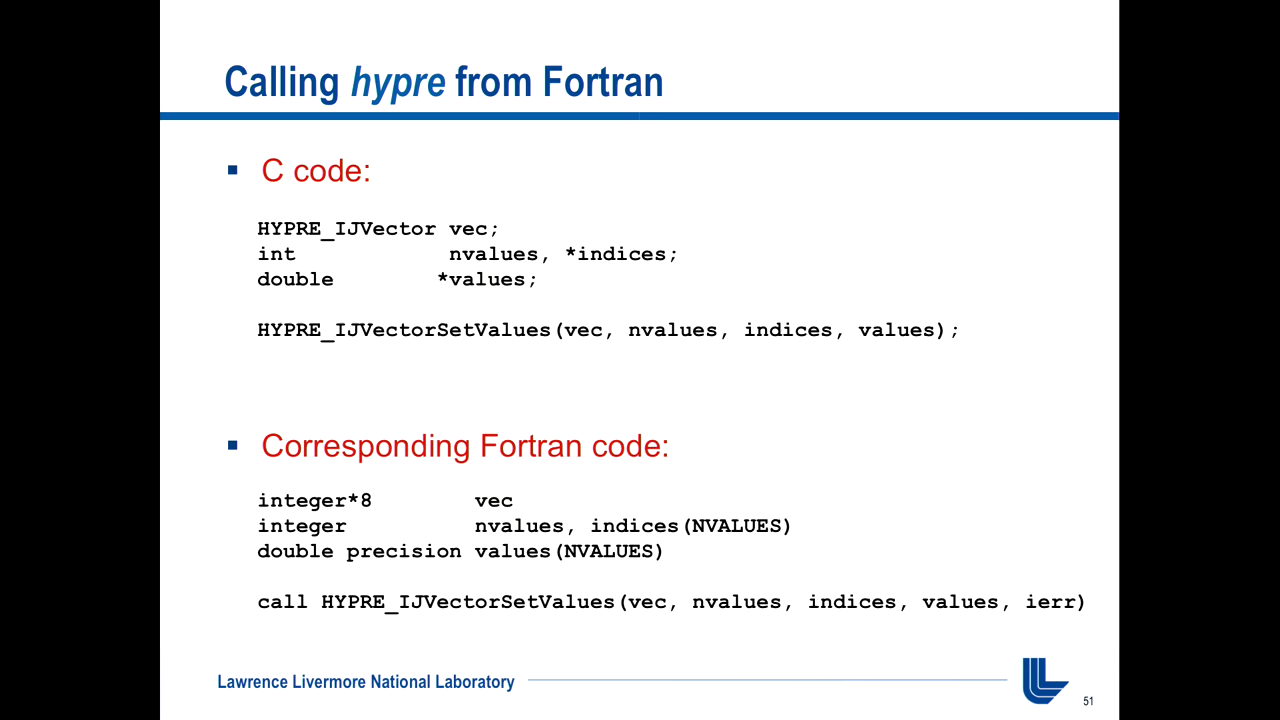 Calling hypre from Fortran
▪ C code:
HYPRE_IJVector vec;
int            nvalues, *indices;
double        *values;
HYPRE_IJVectorSetValues(vec, nvalues, indices, values);
▪ Corresponding Fortran code:
integer*8        vec
integer          nvalues, indices(NVALUES)
double precision values(NVALUES)
call HYPRE_IJVectorSetValues(vec, nvalues, indices, values, ierr)
Lawrence Livermore National Laboratory
51